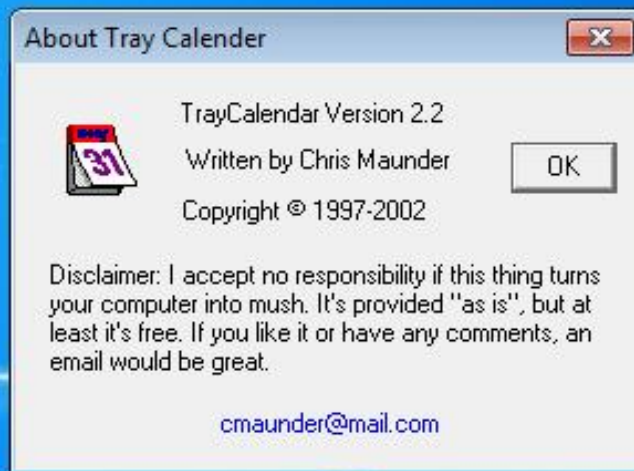 About Tray Calender
TrayCalendar Version 2.2
31
Written by Chris Maunder
OK
Copyright © 1997-2002
Disclaimer: I accept no responsibility if this thing turns
your computer into mush. It's provided "as is", but at
least it's free. If you like it or have any comments, an
email would be great.
cmaunder@mail.com